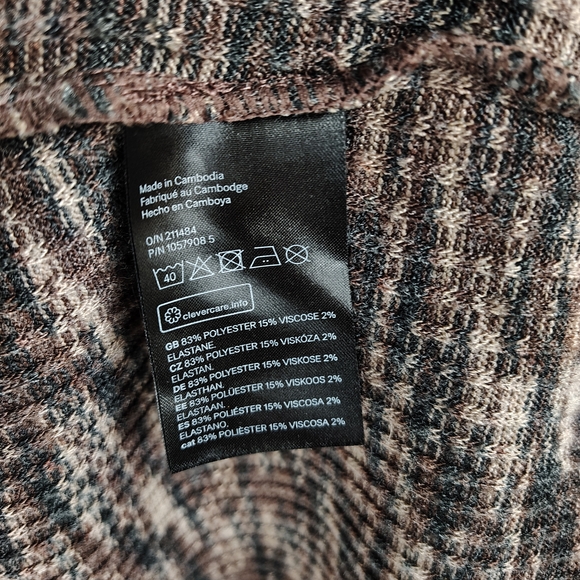 Made in Cambodia
Fabriqué au Cambodge
Hecho en Camboya
O/N 211484
P/N 1057908 5
40
clevercare.info
GB 83% POLYESTER 15% VISCOSE 2%
ELASTANE.
CZ 83% POLYESTER 15% VISKÓZA 2%
ELASTAN.
DE 83% POLYESTER 15% VISKOSE 2%
ELASTHAN.
EE 83% POLÜESTER 15% VISKOOS 2%
ELASTAAN.
ES 83% POLIÉSTER 15% VISCOSA 2%
ELASTANO.
cat 83% POLIÈSTER 15% VISCOSA 2%